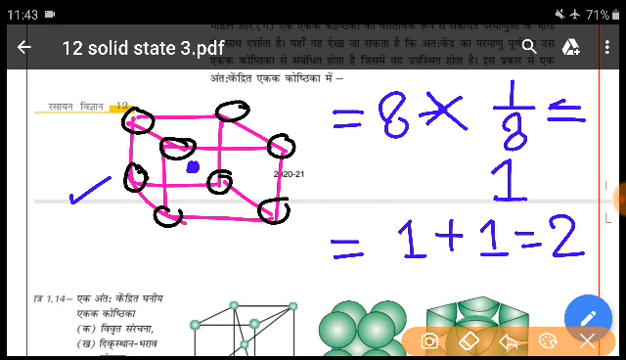 11:43 71%
12 solid state 3.pdf
के साथ दर्शाता है। यहाँ यह देखा जा सकता है कि अंत:केंद्र का परमाणु उस
एकक कोष्ठिका से संबंधित होता है जिसमें वह उपस्थित होता है। इस प्रकार से एक
अंत:केंद्रित एकक कोष्ठिका में –
रसायन विज्ञान 12
= 8 × 1/8 =
1
2020-21
= 1 + 1 = 2
1.14– एक अंत: केंद्रित घनीय
एकक कोष्ठिका
(क) विवृत संरचना,
(ख) दिक्स्थान-भराव